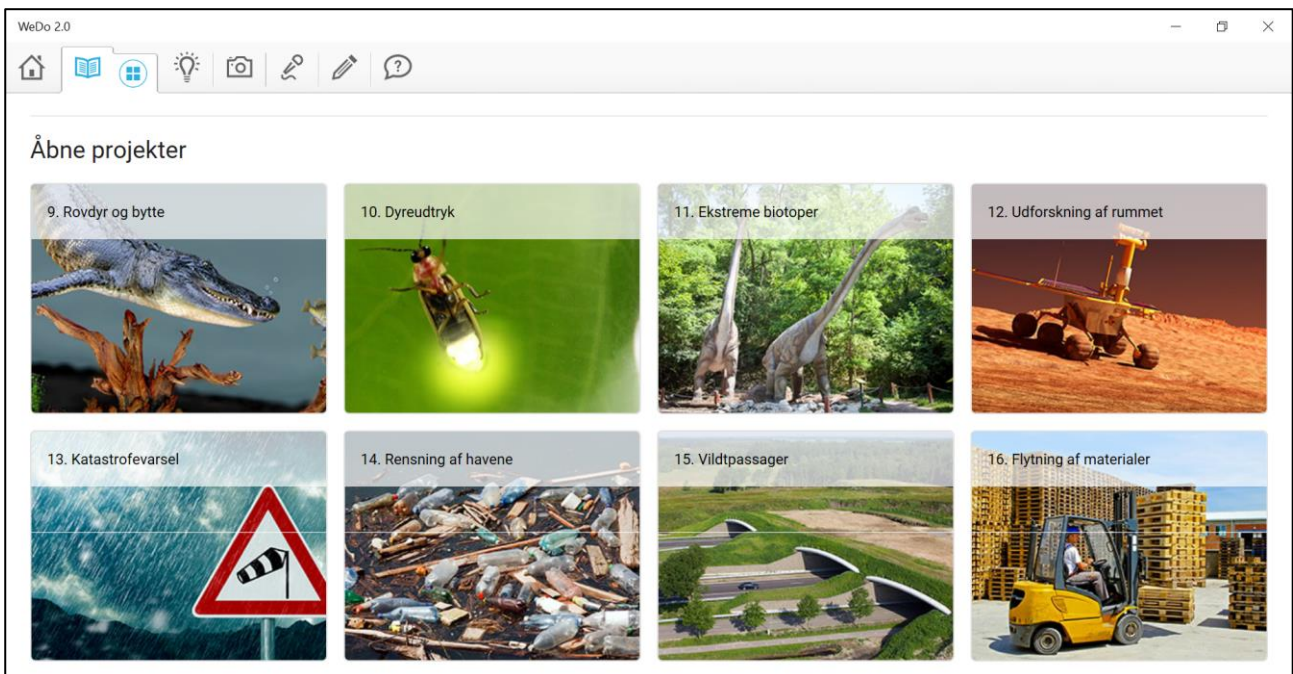 WeDo 2.0
?
Åbne projekter
9. Rovdyr og bytte
10. Dyreudtryk
11. Ekstreme biotoper
12. Udforskning af rummet
13. Katastrofevarsel
14. Rensning af havene
15. Vildtpassager
16. Flytning af materialer